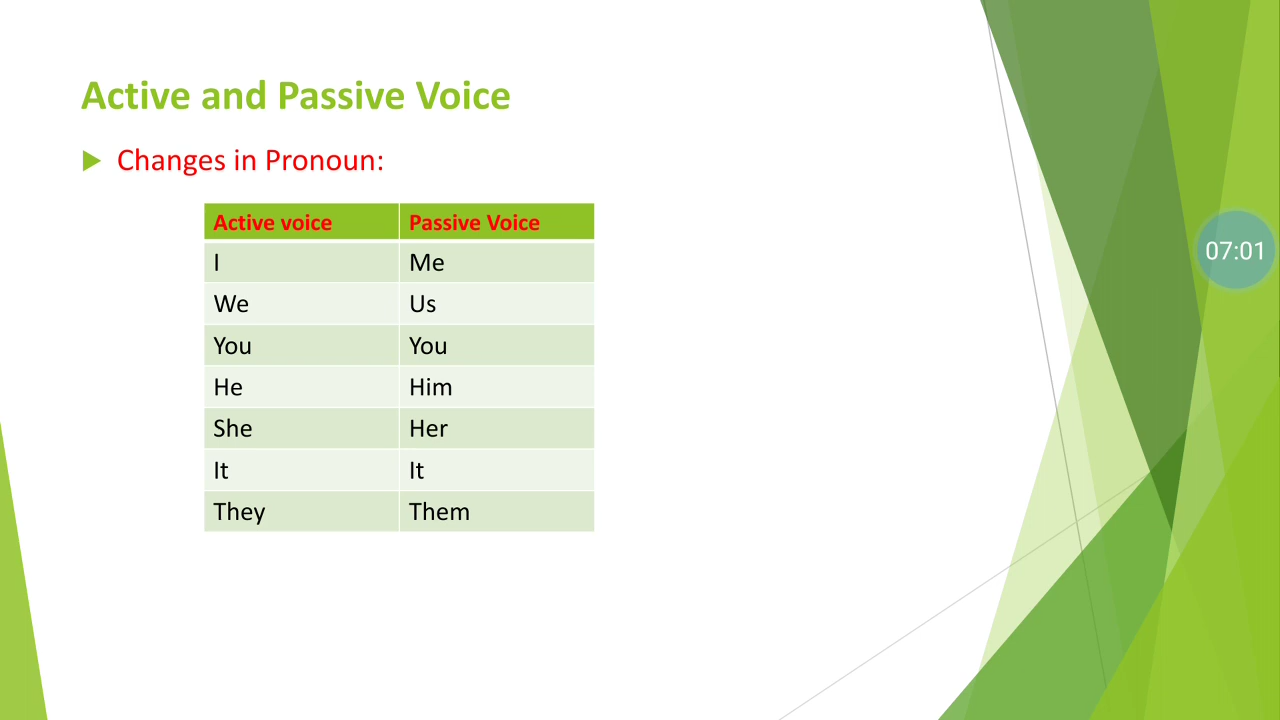 Active and Passive Voice
Changes in Pronoun:
Active voice Passive Voice
I Me
We Us
You You
He Him
She Her
It It
They Them
07:01